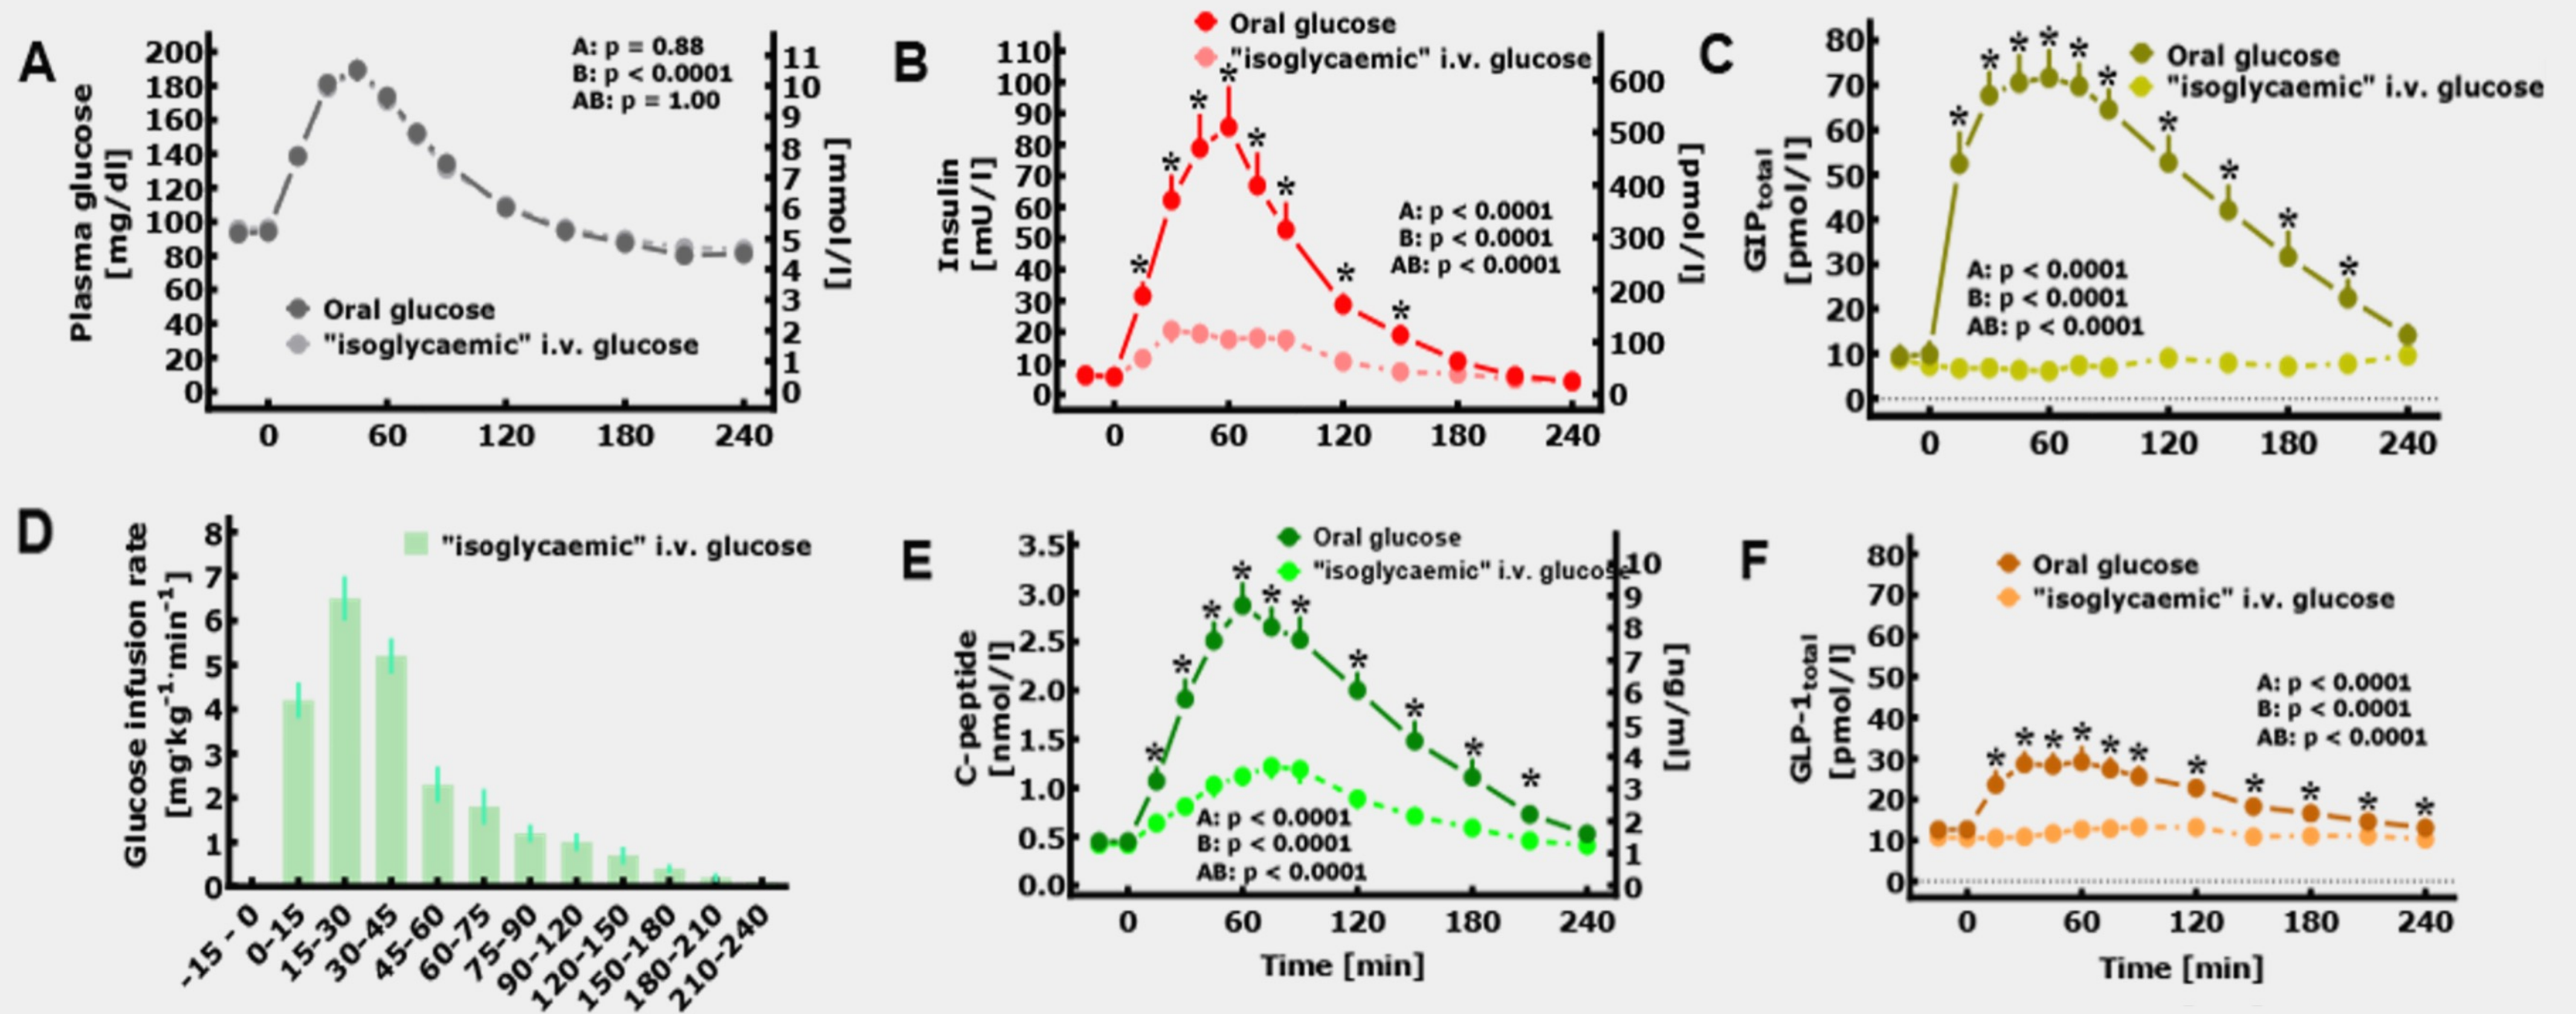 A
Plasma glucose
[mg/dl]
200
180
160
140
120
100
80
60
40
20
0
A: p = 0.88
B: p < 0.0001
AB: p = 1.00
11
10
9
8
7
6
5
4
3
2
1
0
[mmol/l]
Oral glucose
"isoglycaemic" i.v. glucose
0 60 120 180 240
B
Oral glucose
"isoglycaemic" i.v. glucose
Insulin
[mU/l]
110
100
90
80
70
60
50
40
30
20
10
0
* * * * * * * *
A: p < 0.0001
B: p < 0.0001
AB: p < 0.0001
600
500
400
300
200
100
0
[pmol/l]
0 60 120 180 240
C
Oral glucose
"isoglycaemic" i.v. glucose
GIPtotal
[pmol/l]
80
70
60
50
40
30
20
10
0
* * * * * * * * * *
A: p < 0.0001
B: p < 0.0001
AB: p < 0.0001
0 60 120 180 240
D
"isoglycaemic" i.v. glucose
Glucose infusion rate
[mg·kg⁻¹·min⁻¹]
8
7
6
5
4
3
2
1
0
-15 - 0
0-15
15-30
30-45
45-60
60-75
75-90
90-120
120-150
150-180
180-210
210-240
E
Oral glucose
"isoglycaemic" i.v. glucose
C-peptide
[nmol/l]
3.5
3.0
2.5
2.0
1.5
1.0
0.5
0.0
* * * * * * * * * *
A: p < 0.0001
B: p < 0.0001
AB: p < 0.0001
10
9
8
7
6
5
4
3
2
1
0
[ng/ml]
0 60 120 180 240
Time [min]
F
Oral glucose
"isoglycaemic" i.v. glucose
GLP-1total
[pmol/l]
80
70
60
50
40
30
20
10
0
A: p < 0.0001
B: p < 0.0001
AB: p < 0.0001
* * * * * * * * * * *
0 60 120 180 240
Time [min]